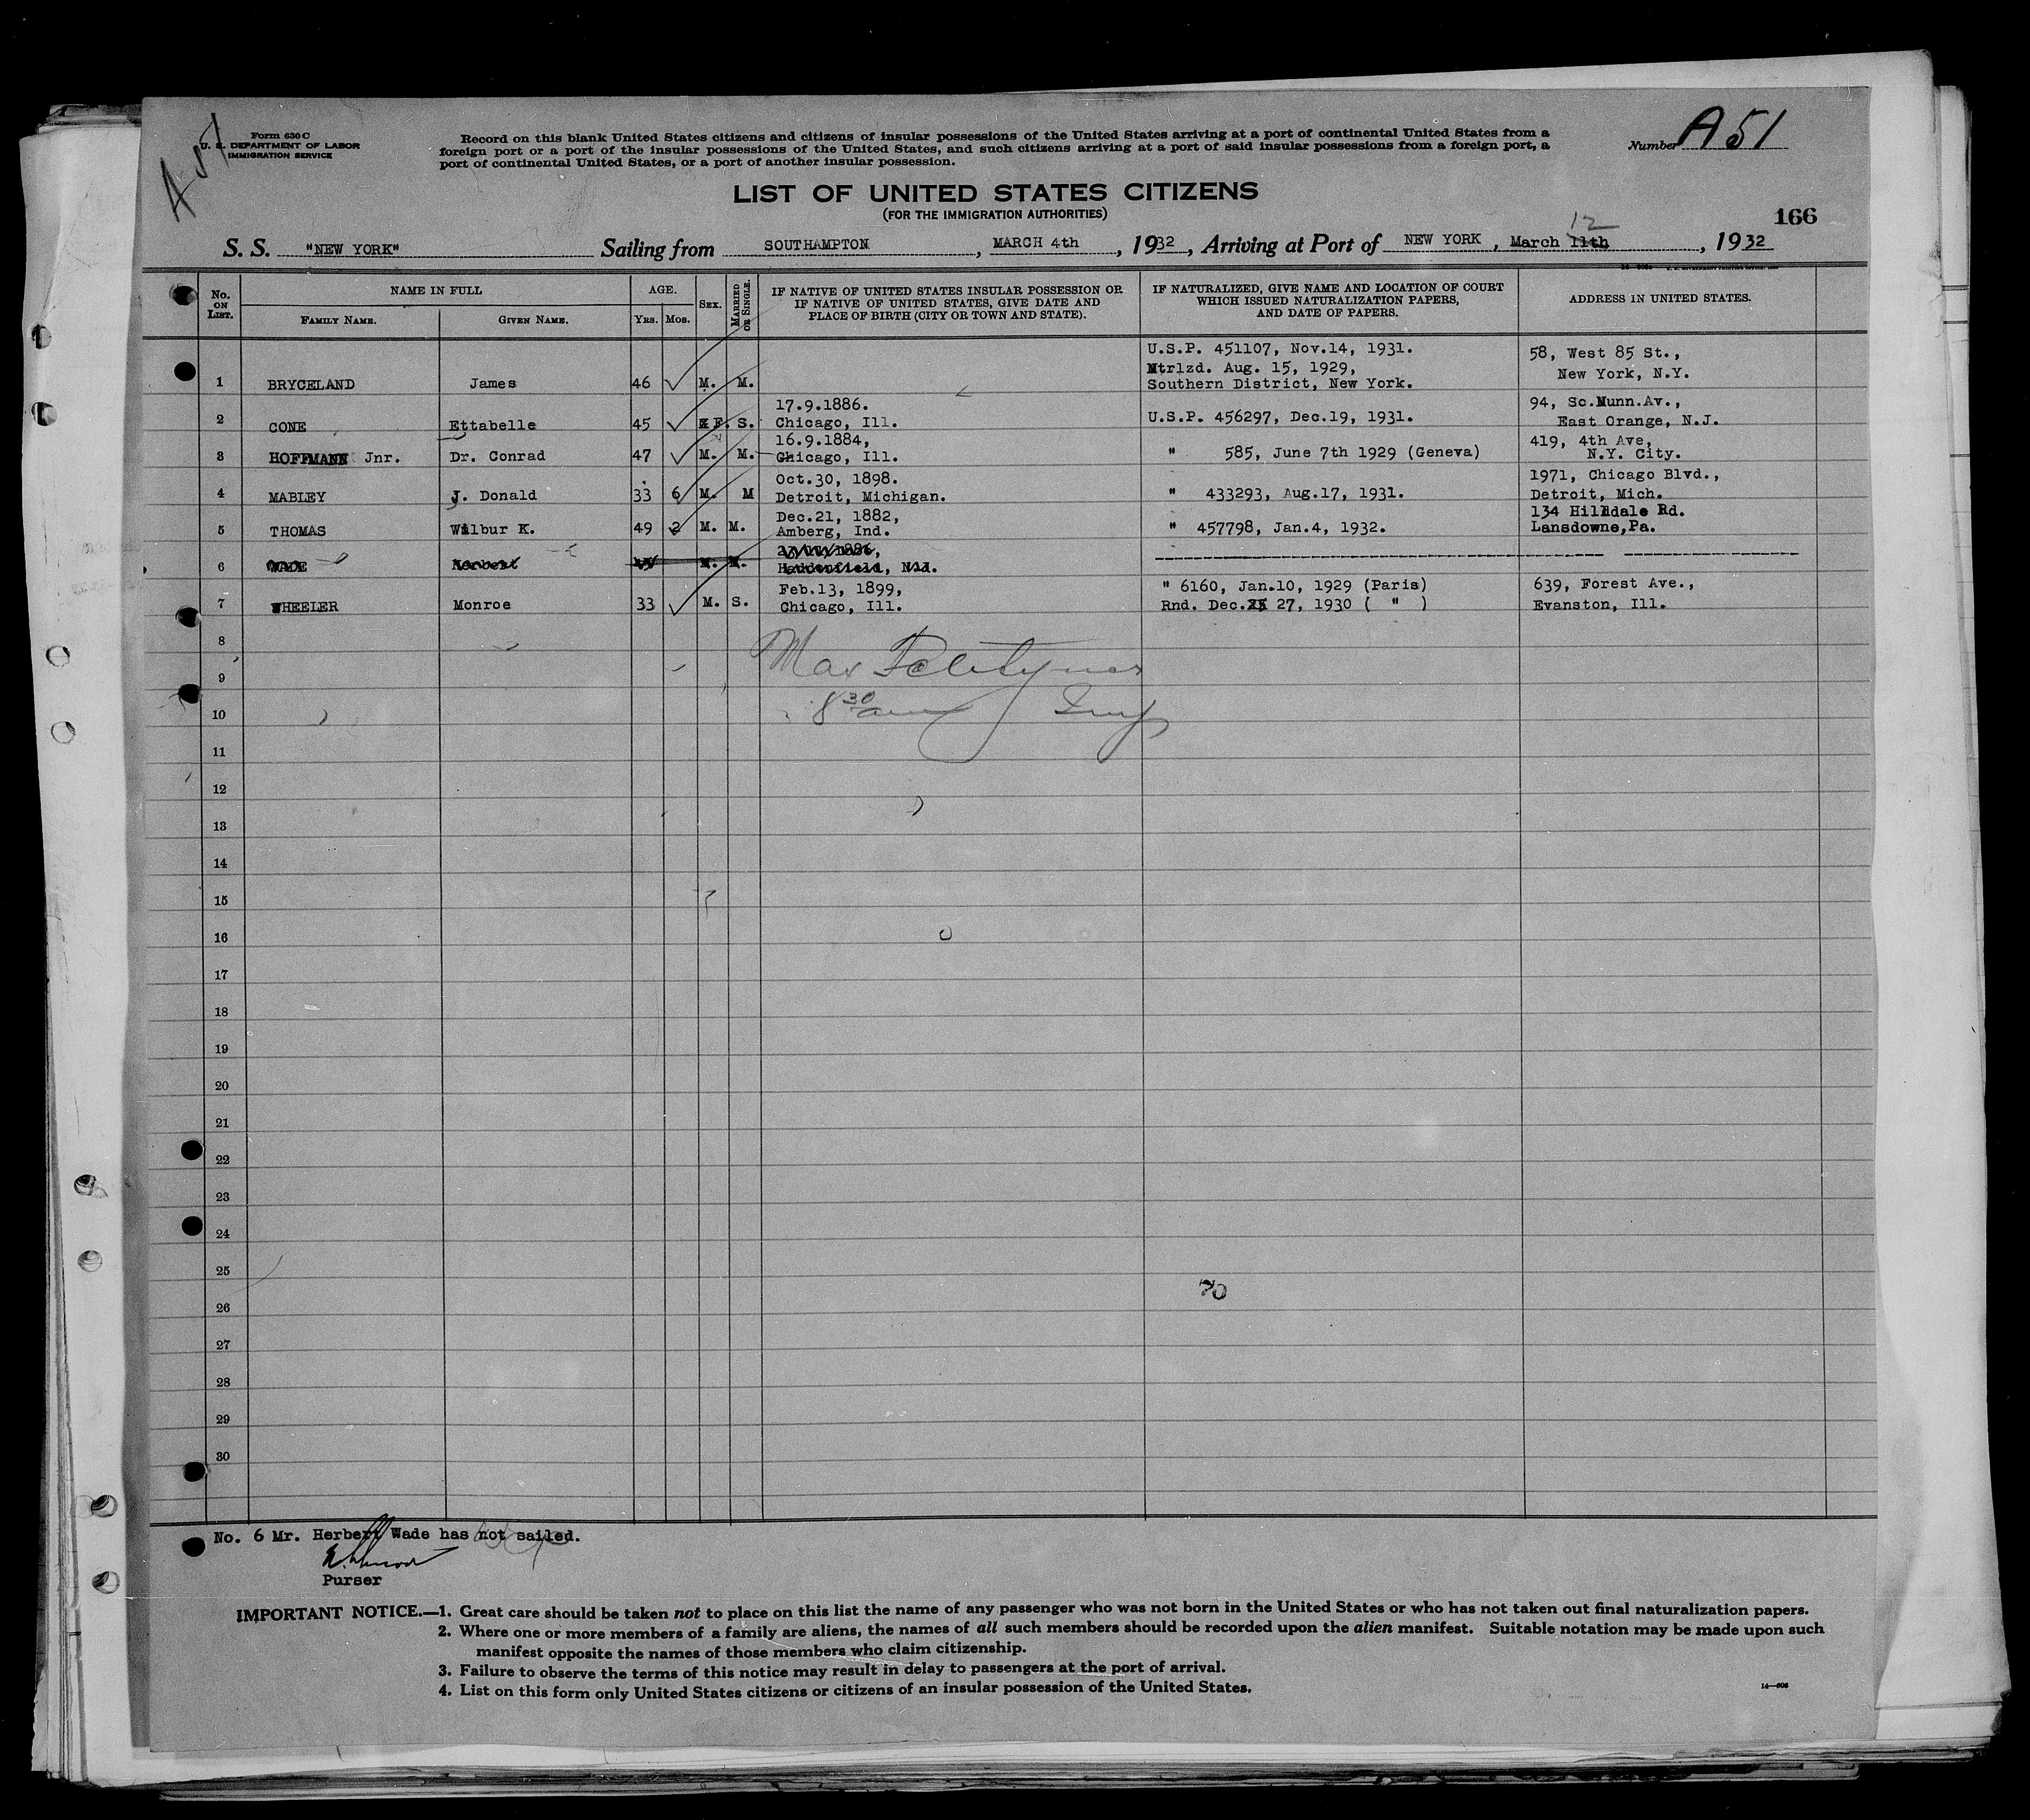 A 51
Form 630 C
U. S. DEPARTMENT OF LABOR
IMMIGRATION SERVICE
Record on this blank United States citizens and citizens of insular possessions of the United States arriving at a port of continental United States from a
foreign port or a port of the insular possessions of the United States, and such citizens arriving at a port of said insular possessions from a foreign port, a
port of continental United States, or a port of another insular possession.
Number A 51
LIST OF UNITED STATES CITIZENS
(FOR THE IMMIGRATION AUTHORITIES)
166
12
S. S. "NEW YORK" Sailing from SOUTHAMPTON, MARCH 4th, 1932, Arriving at Port of NEW YORK, March 11th, 1932
No. ON LIST.
NAME IN FULL
FAMILY NAME.
GIVEN NAME.
AGE.
YRS.
MOS.
SEX.
MARRIED OR SINGLE.
IF NATIVE OF UNITED STATES INSULAR POSSESSION OR
IF NATIVE OF UNITED STATES, GIVE DATE AND
PLACE OF BIRTH (CITY OR TOWN AND STATE).
IF NATURALIZED, GIVE NAME AND LOCATION OF COURT
WHICH ISSUED NATURALIZATION PAPERS,
AND DATE OF PAPERS.
ADDRESS IN UNITED STATES.
U.S.P. 451107, Nov.14, 1931. 58, West 85 St.,
Ntrlzd. Aug. 15, 1929, New York, N.Y.
1 BRYCELAND James 46 M. M. Southern District, New York.
17.9.1886. 94, So.Munn.Av.,
2 CONE Ettabelle 45 F. S. Chicago, Ill. U.S.P. 456297, Dec.19, 1931. East Orange, N.J.
16.9.1884, 419, 4th Ave,
3 HOFFMANN Jnr. Dr. Conrad 47 M. M. Chicago, Ill. " 585, June 7th 1929 (Geneva) N.Y. City.
Oct.30, 1898. 1971, Chicago Blvd.,
4 MABLEY J. Donald 33 6 M. M Detroit, Michigan. " 433293, Aug.17, 1931. Detroit, Mich.
Dec.21, 1882, 134 Hilldale Rd.
5 THOMAS Wilbur K. 49 2 M. M. Amberg, Ind. " 457798, Jan.4, 1932. Lansdowne,Pa.
6 WADE Herbert M. M. Haddonfield,
Feb.13, 1899, " 6160, Jan.10, 1929 (Paris) 639, Forest Ave.,
7 WHEELER Monroe 33 M. S. Chicago, Ill. Rnd. Dec. 27, 1930 ( " ) Evanston, Ill.
8
Max
9
8 30 am Insp
10
11
12
13
14
15
16
17
18
19
20
21
22
23
24
25
26
27
28
29
30
No. 6 Mr. Herbert Wade has not sailed.
Purser
IMPORTANT NOTICE.—1. Great care should be taken not to place on this list the name of any passenger who was not born in the United States or who has not taken out final naturalization papers.
2. Where one or more members of a family are aliens, the names of all such members should be recorded upon the alien manifest. Suitable notation may be made upon such
manifest opposite the names of those members who claim citizenship.
3. Failure to observe the terms of this notice may result in delay to passengers at the port of arrival.
4. List on this form only United States citizens or citizens of an insular possession of the United States.